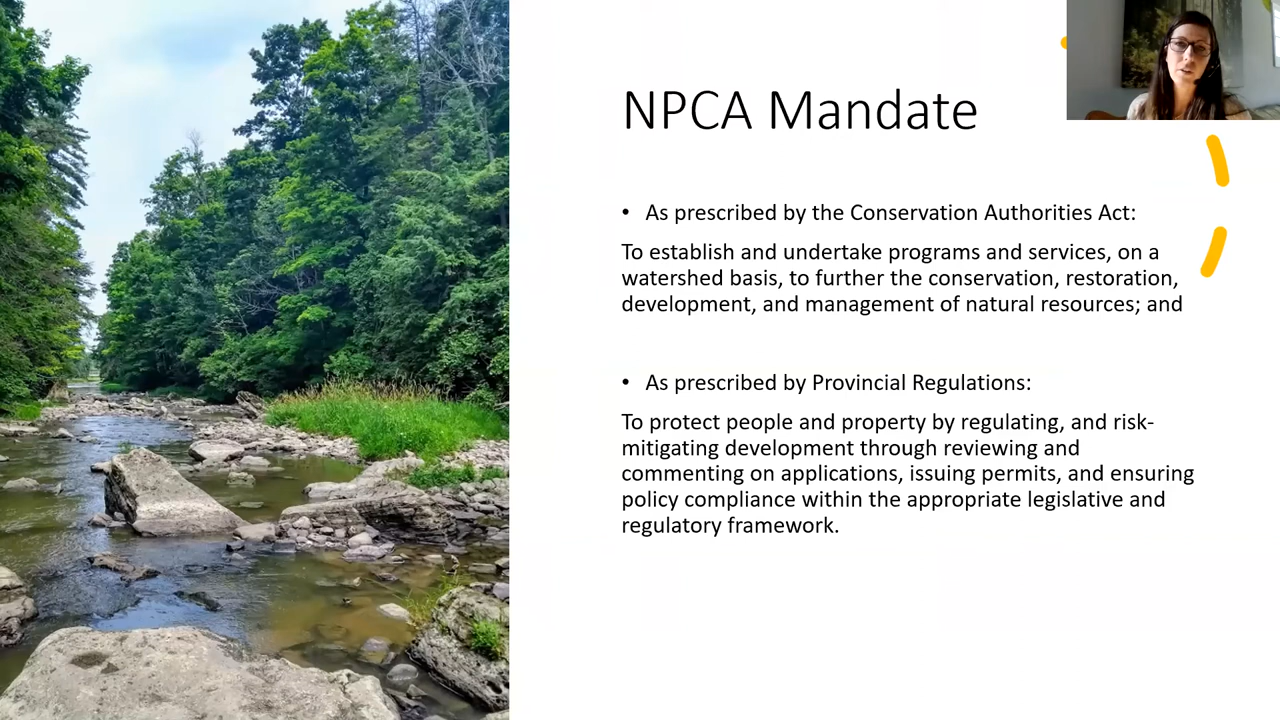 NPCA Mandate
• As prescribed by the Conservation Authorities Act:
To establish and undertake programs and services, on a
watershed basis, to further the conservation, restoration,
development, and management of natural resources; and
• As prescribed by Provincial Regulations:
To protect people and property by regulating, and risk-
mitigating development through reviewing and
commenting on applications, issuing permits, and ensuring
policy compliance within the appropriate legislative and
regulatory framework.